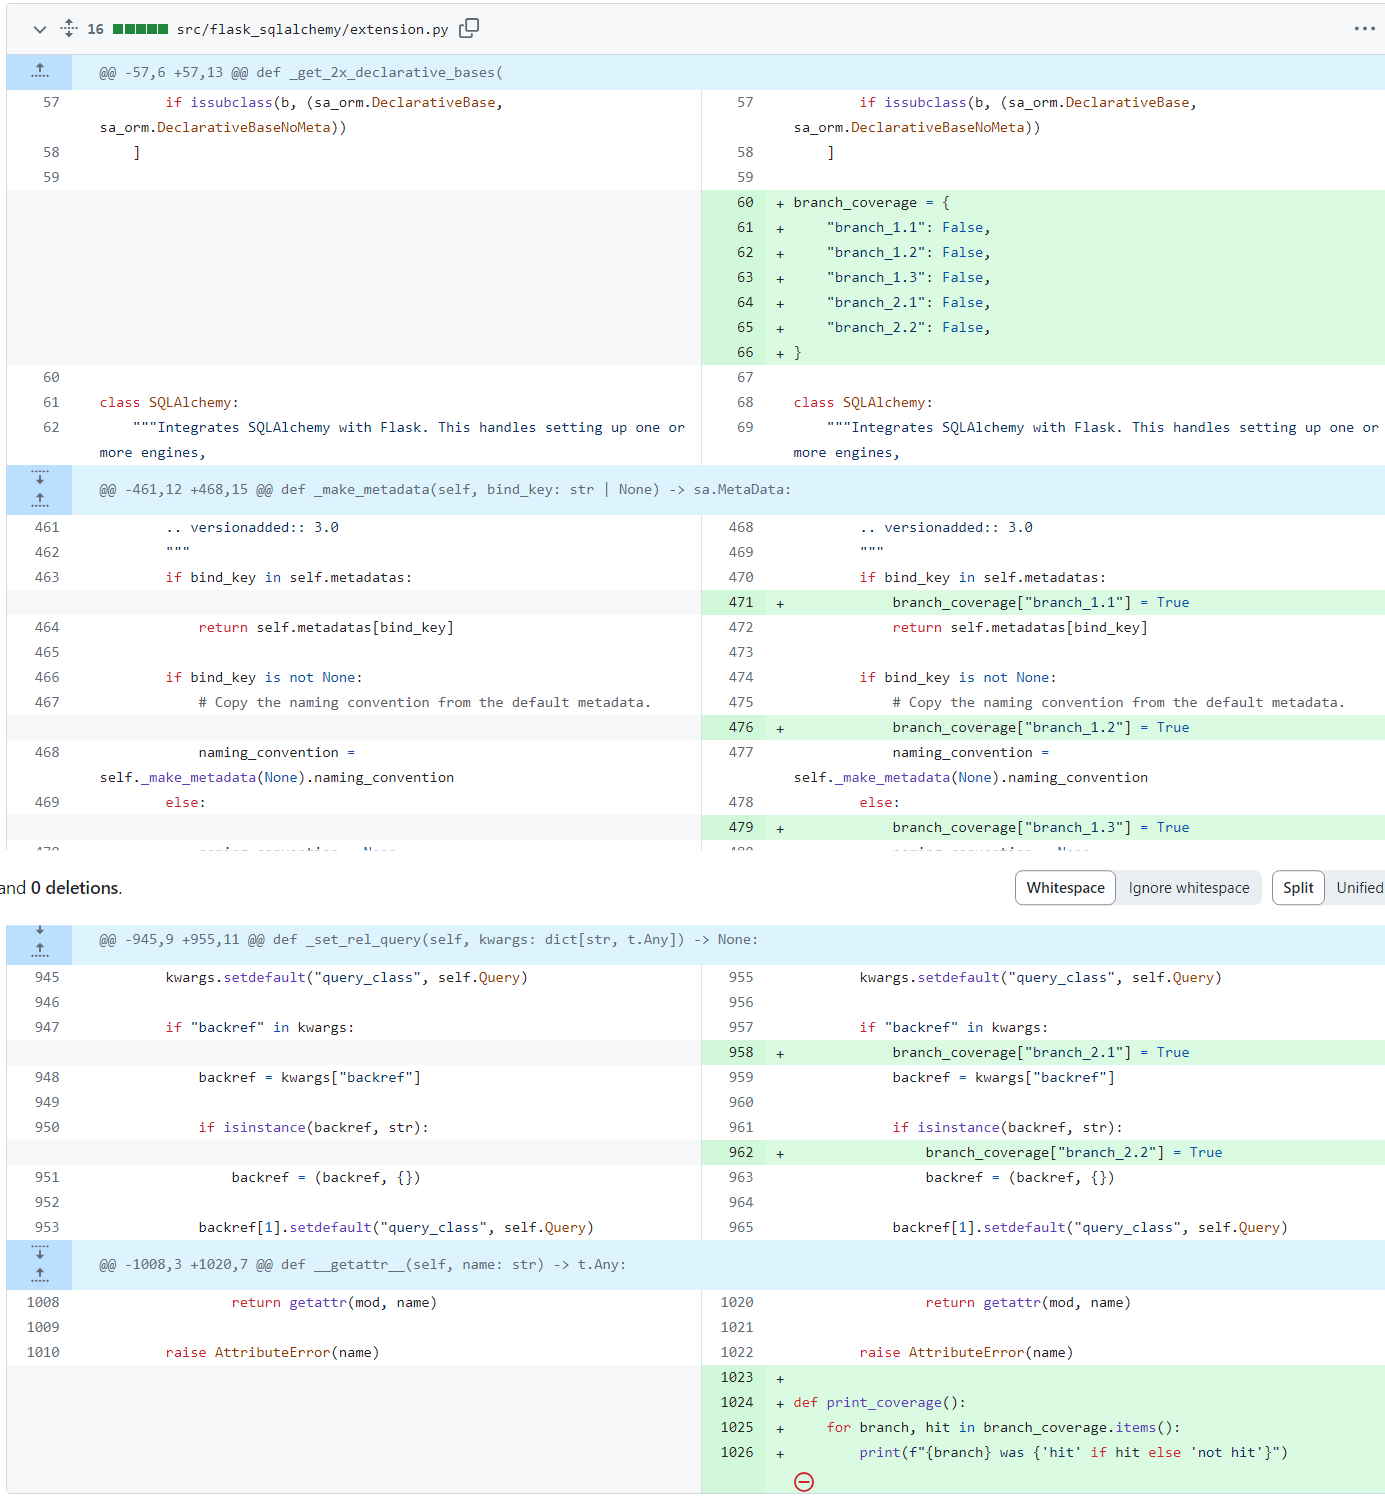 16 src/flask_sqlalchemy/extension.py
@@ -57,6 +57,13 @@ def _get_2x_declarative_bases(
57 if issubclass(b, (sa_orm.DeclarativeBase, 57 if issubclass(b, (sa_orm.DeclarativeBase,
sa_orm.DeclarativeBaseNoMeta)) sa_orm.DeclarativeBaseNoMeta))
58 ] 58 ]
59 59
60 + branch_coverage = {
61 + "branch_1.1": False,
62 + "branch_1.2": False,
63 + "branch_1.3": False,
64 + "branch_2.1": False,
65 + "branch_2.2": False,
66 + }
60 67
61 class SQLAlchemy: 68 class SQLAlchemy:
62 """Integrates SQLAlchemy with Flask. This handles setting up one or 69 """Integrates SQLAlchemy with Flask. This handles setting up one or
more engines, more engines,
@@ -461,12 +468,15 @@ def _make_metadata(self, bind_key: str | None) -> sa.MetaData:
461 .. versionadded:: 3.0 468 .. versionadded:: 3.0
462 """ 469 """
463 if bind_key in self.metadatas: 470 if bind_key in self.metadatas:
471 + branch_coverage["branch_1.1"] = True
464 return self.metadatas[bind_key] 472 return self.metadatas[bind_key]
465 473
466 if bind_key is not None: 474 if bind_key is not None:
467 # Copy the naming convention from the default metadata. 475 # Copy the naming convention from the default metadata.
476 + branch_coverage["branch_1.2"] = True
468 naming_convention = 477 naming_convention =
self._make_metadata(None).naming_convention self._make_metadata(None).naming_convention
469 else: 478 else:
479 + branch_coverage["branch_1.3"] = True
and 0 deletions. Whitespace Ignore whitespace Split Unified
@@ -945,9 +955,11 @@ def _set_rel_query(self, kwargs: dict[str, t.Any]) -> None:
945 kwargs.setdefault("query_class", self.Query) 955 kwargs.setdefault("query_class", self.Query)
946 956
947 if "backref" in kwargs: 957 if "backref" in kwargs:
958 + branch_coverage["branch_2.1"] = True
948 backref = kwargs["backref"] 959 backref = kwargs["backref"]
949 960
950 if isinstance(backref, str): 961 if isinstance(backref, str):
962 + branch_coverage["branch_2.2"] = True
951 backref = (backref, {}) 963 backref = (backref, {})
952 964
953 backref[1].setdefault("query_class", self.Query) 965 backref[1].setdefault("query_class", self.Query)
@@ -1008,3 +1020,7 @@ def __getattr__(self, name: str) -> t.Any:
1008 return getattr(mod, name) 1020 return getattr(mod, name)
1009 1021
1010 raise AttributeError(name) 1022 raise AttributeError(name)
1023 +
1024 + def print_coverage():
1025 + for branch, hit in branch_coverage.items():
1026 + print(f"{branch} was {'hit' if hit else 'not hit'}")